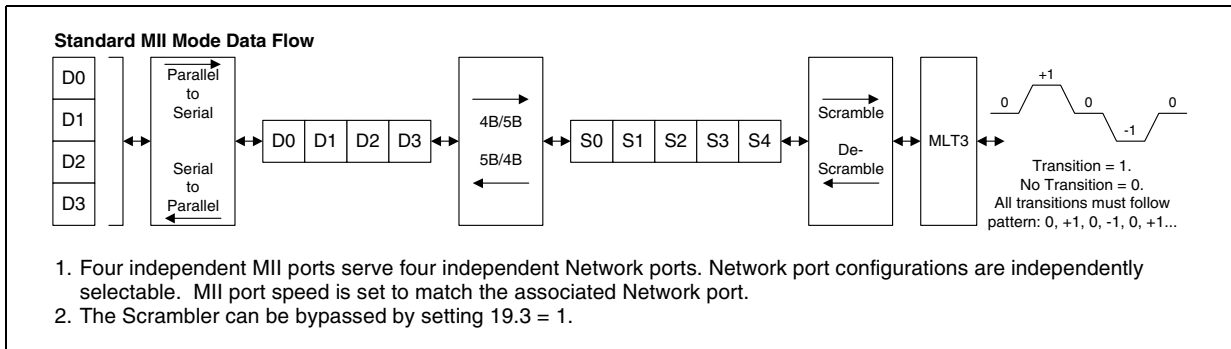 Standard MII Mode Data Flow
D0
D1
D2
D3
Parallel
to
Serial
Serial
to
Parallel
D0 D1 D2 D3
4B/5B
5B/4B
S0 S1 S2 S3 S4
Scramble
De-
Scramble
MLT3
0
+1
0
-1
0
Transition = 1.
No Transition = 0.
All transitions must follow
pattern: 0, +1, 0, -1, 0, +1...
1. Four independent MII ports serve four independent Network ports. Network port configurations are independently
selectable. MII port speed is set to match the associated Network port.
2. The Scrambler can be bypassed by setting 19.3 = 1.